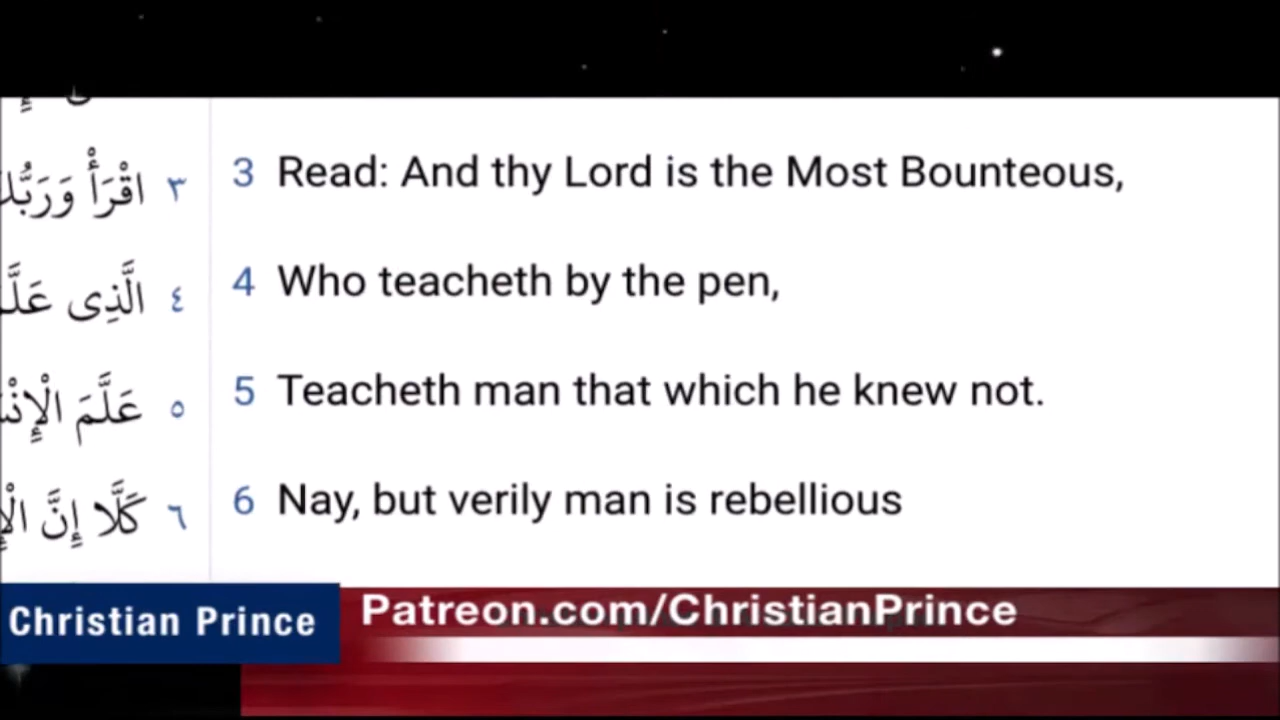 اقْرَأْ وَرَبُّكَ ٣
3 Read: And thy Lord is the Most Bounteous,
الَّذِى ٤
4 Who teacheth by the pen,
عَلَّمَ ٥
5 Teacheth man that which he knew not.
كَلَّا إِنَّ ٦
6 Nay, but verily man is rebellious
Christian Prince
Patreon.com/ChristianPrince